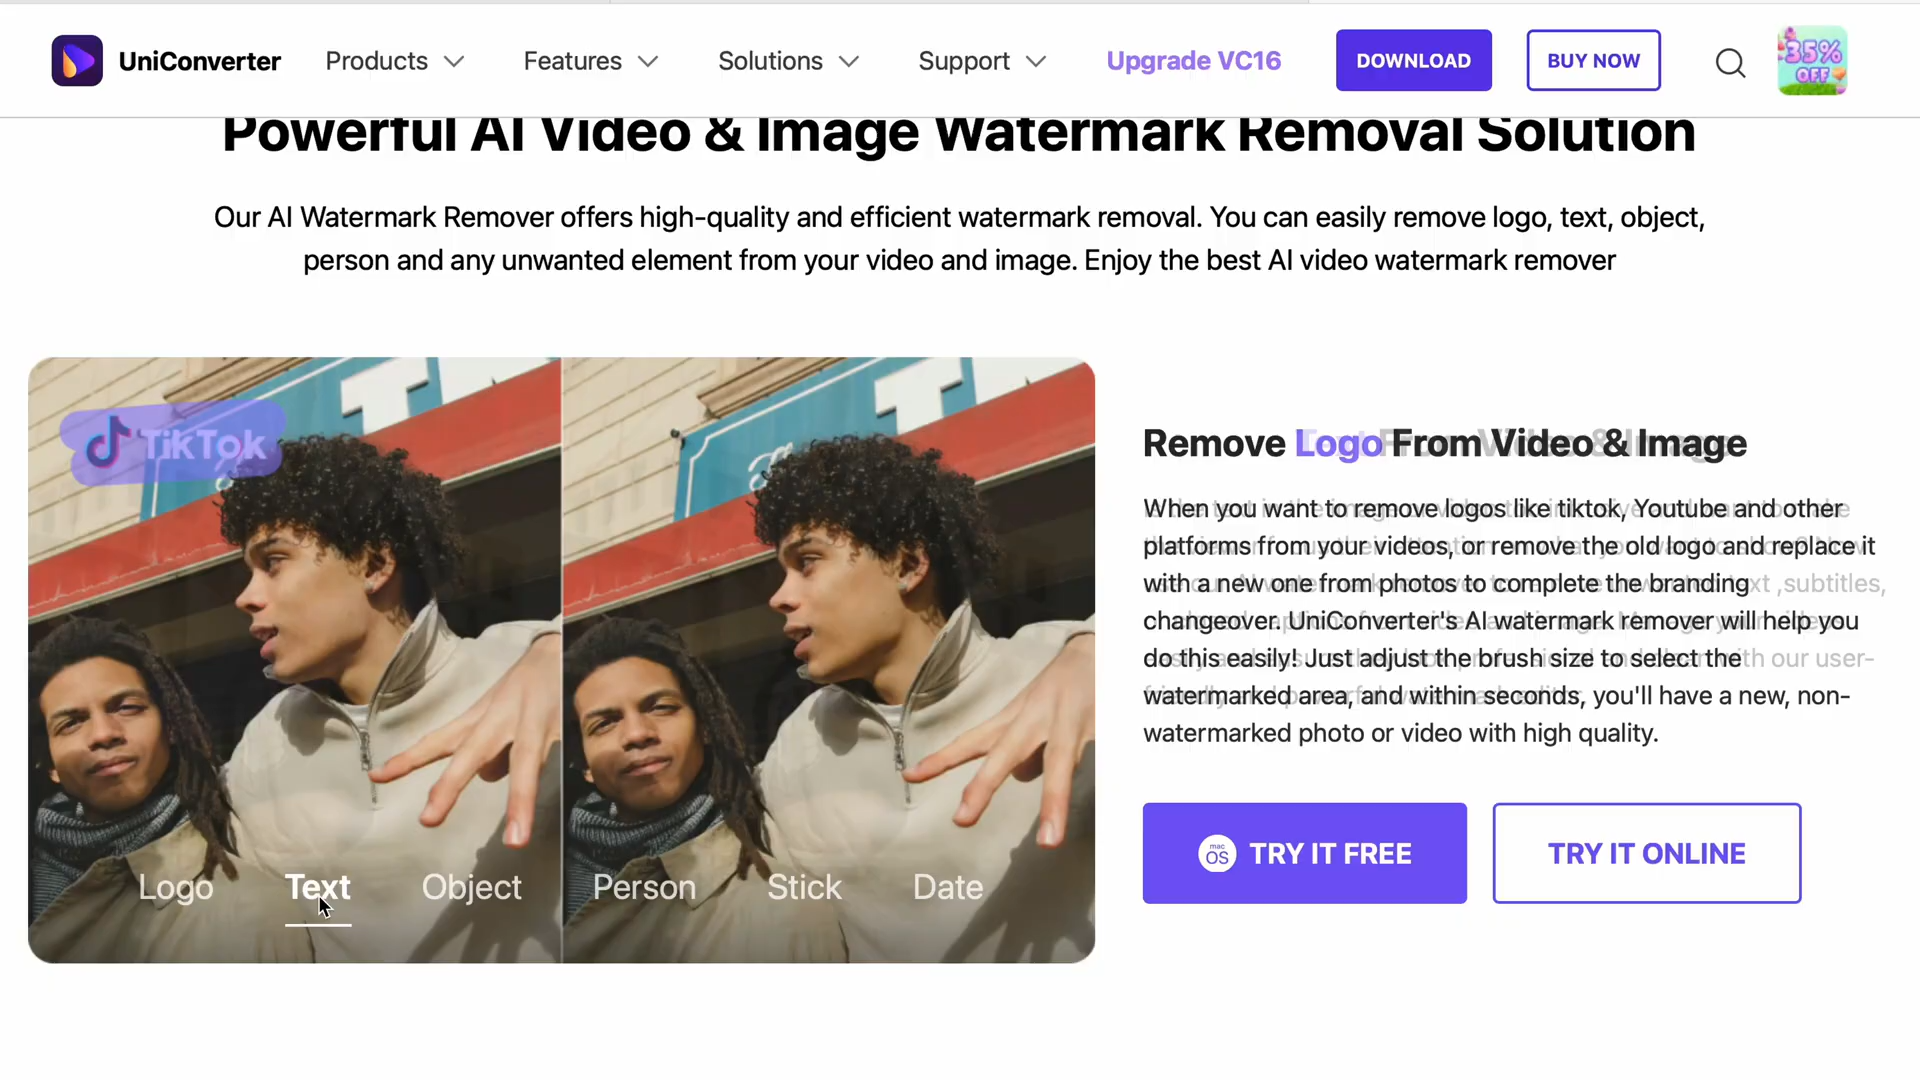 UniConverter
Products
Features
Solutions
Support
Upgrade VC16
DOWNLOAD
BUY NOW
35%
OFF
Powerful AI Video & Image Watermark Removal Solution
Our AI Watermark Remover offers high-quality and efficient watermark removal. You can easily remove logo, text, object,
person and any unwanted element from your video and image. Enjoy the best AI video watermark remover
TikTok
Logo
Text
Object
Person
Stick
Date
Remove Logo From Video & Image
When you want to remove logos like tiktok, Youtube and other
platforms from your videos, or remove the old logo and replace it
with a new one from photos to complete the branding
changeover. UniConverter's AI watermark remover will help you
do this easily! Just adjust the brush size to select the
watermarked area, and within seconds, you'll have a new, non-
watermarked photo or video with high quality.
mac
OS
TRY IT FREE
TRY IT ONLINE